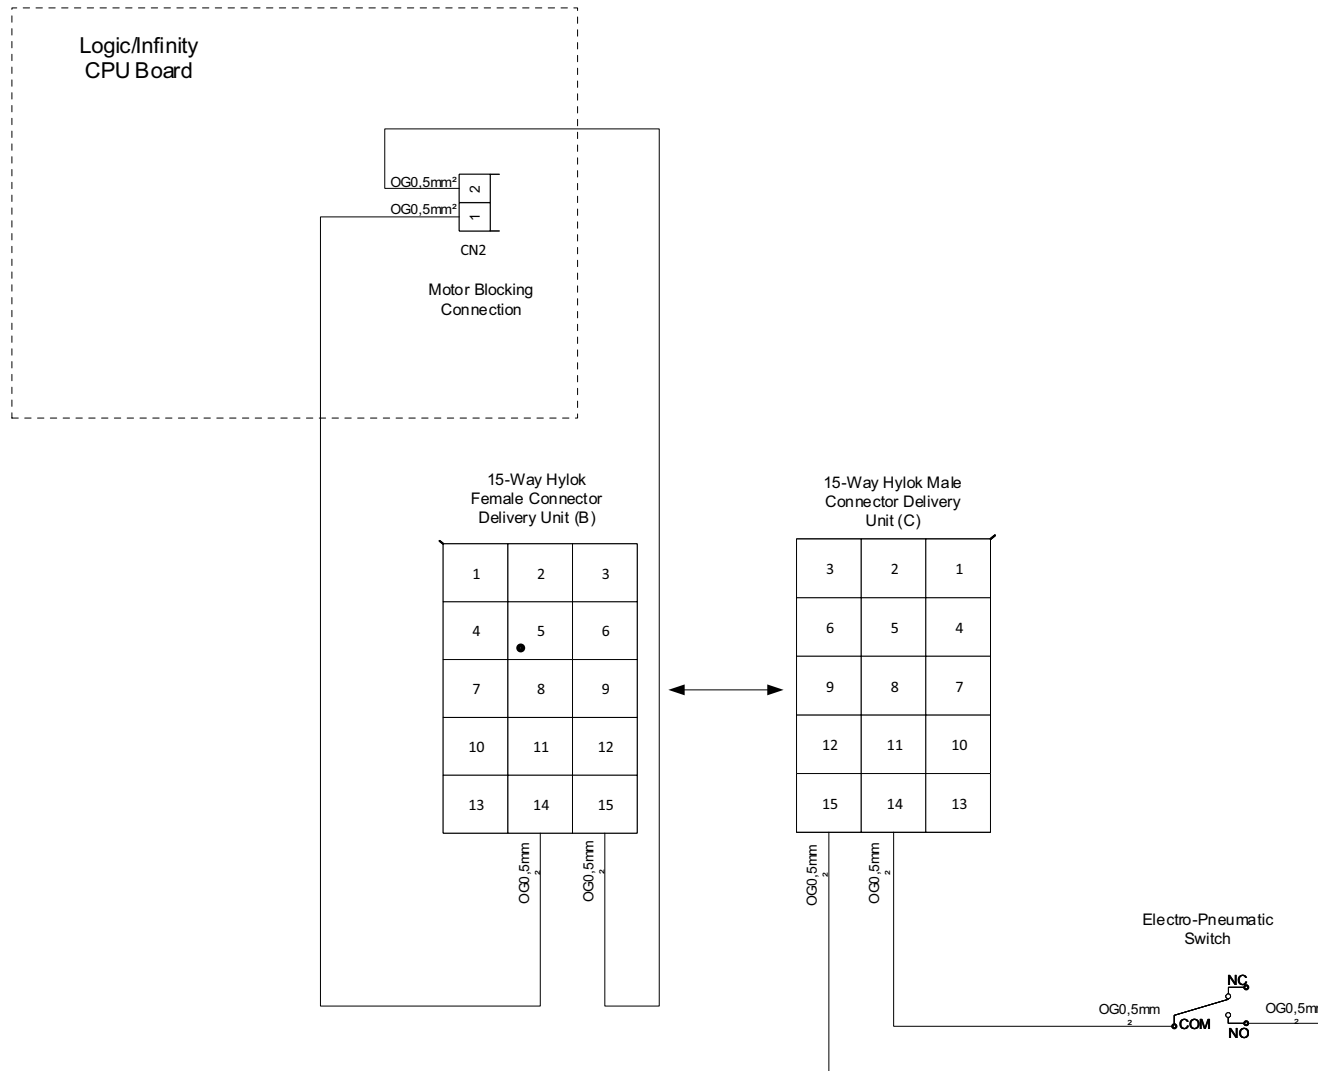 Logic/Infinity
CPU Board
OG0,5mm²
2
OG0,5mm²
1
CN2
Motor Blocking
Connection
15-Way Hylok
Female Connector
Delivery Unit (B)
1 2 3
4 5 6
7 8 9
10 11 12
13 14 15
OG0,5mm
2
OG0,5mm
2
15-Way Hylok Male
Connector Delivery
Unit (C)
3 2 1
6 5 4
9 8 7
12 11 10
15 14 13
OG0,5mm
2
OG0,5mm
2
Electro-Pneumatic
Switch
NC
OG0,5mm
2
COM
NO
OG0,5m
2